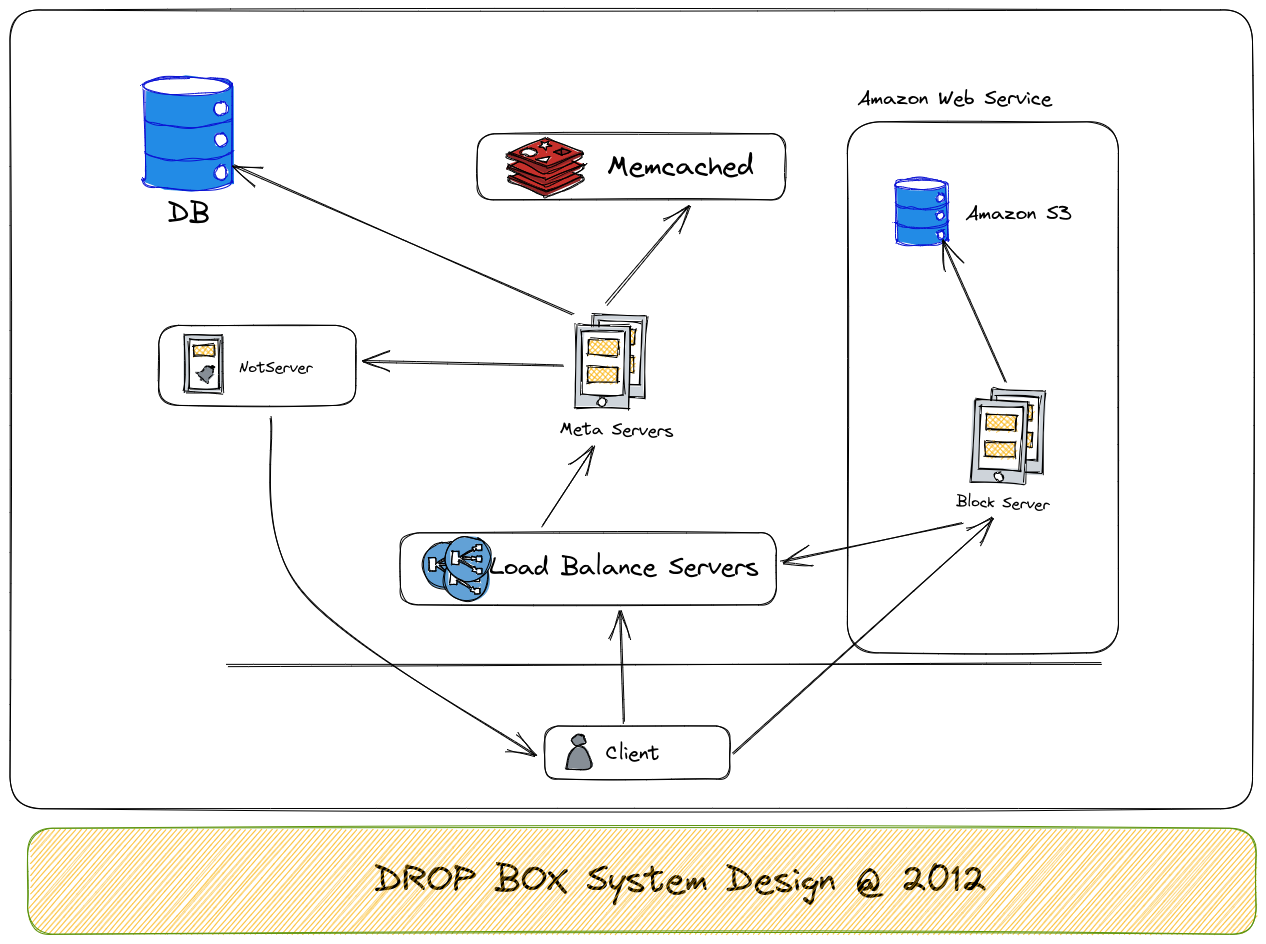 Amazon Web Service
Memcached
Amazon S3
DB
NotServer
Meta Servers
Block Server
Load Balance Servers
Client
DROP BOX System Design @ 2012